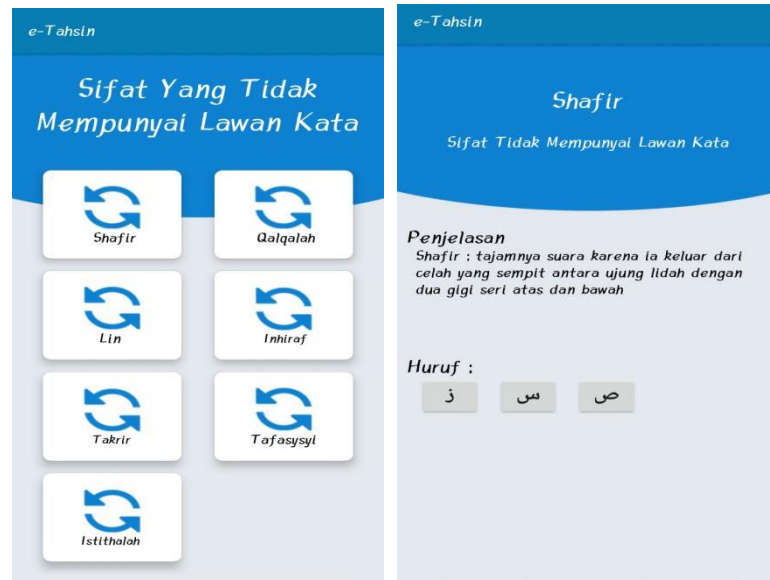 e-Tahsin
Sifat Yang Tidak
Mempunyai Lawan Kata
Shafir
Qalqalah
Lin
Inhiraf
Takrir
Tafasysyi
Istithalah
e-Tahsin
Shafir
Sifat Tidak Mempunyai Lawan Kata
Penjelasan
Shafir : tajamnya suara karena ia keluar dari
celah yang sempit antara ujung lidah dengan
dua gigi seri atas dan bawah
Huruf :
ز س ص